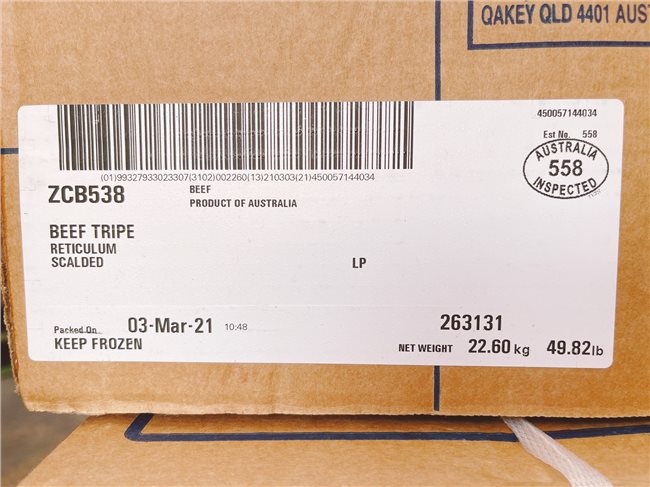 QAKEY QLD 4401 AUS
450057144034
Est No. 558
AUSTRALIA
558
INSPECTED
(01)99327933023307(3102)002260(13)210303(21)450057144034
ZCB538
BEEF
PRODUCT OF AUSTRALIA
BEEF TRIPE
RETICULUM
SCALDED
LP
Packed On 03-Mar-21 10:48
263131
KEEP FROZEN
NET WEIGHT 22.60 kg 49.82 lb